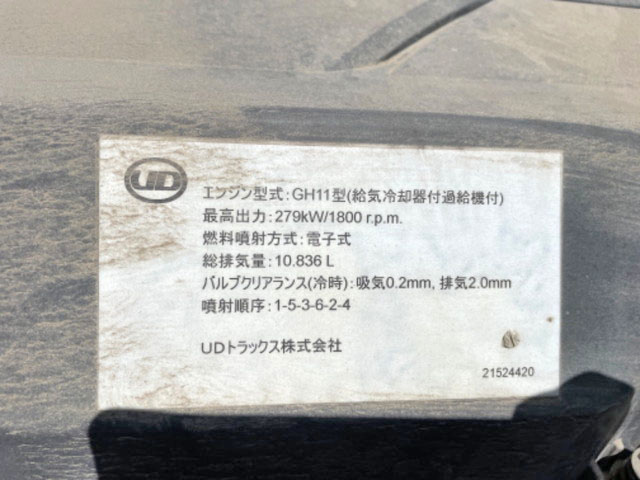 UD
エンジン型式：GH11型(給気冷却器付過給機付)
最高出力：279kW/1800 r.p.m.
燃料噴射方式：電子式
総排気量：10.836 L
バルブクリアランス(冷時)：吸気0.2mm, 排気2.0mm
噴射順序：1-5-3-6-2-4
UDトラックス株式会社
21524420